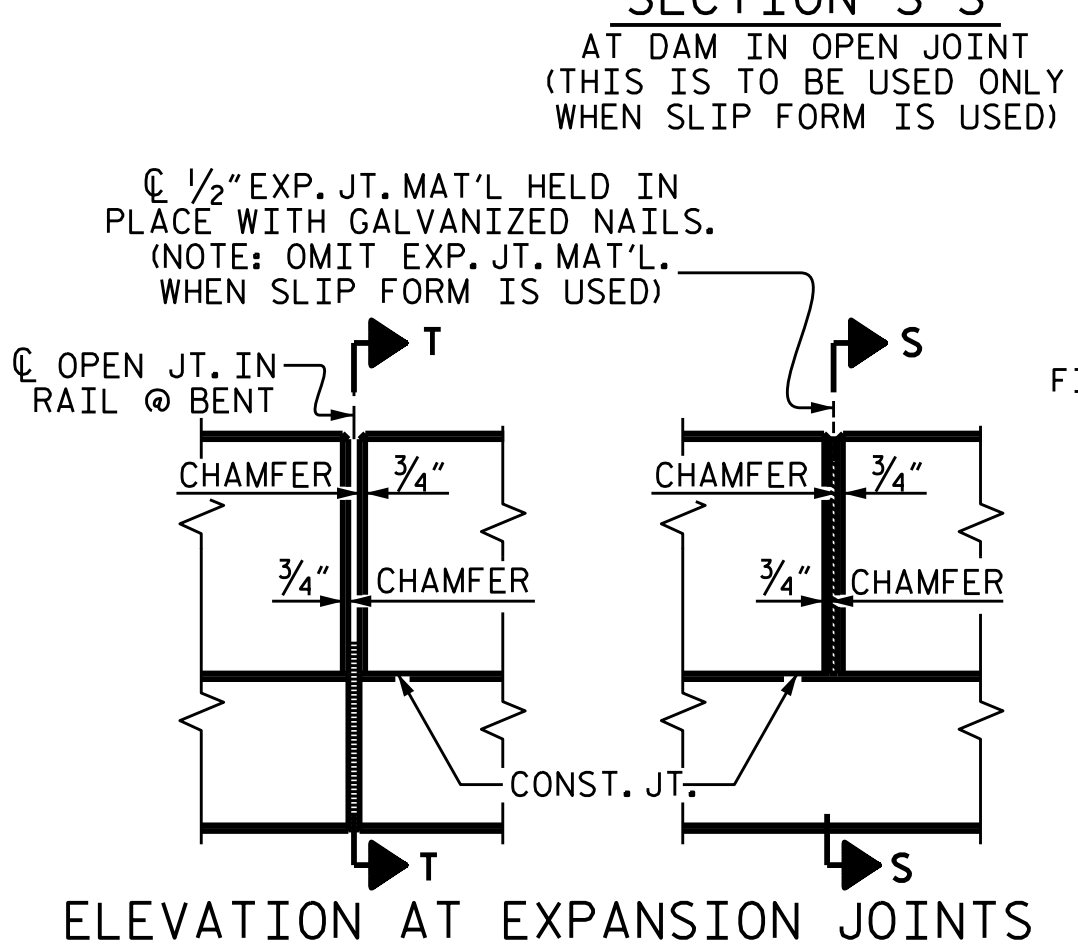 SECTION S-S
AT DAM IN OPEN JOINT
(THIS IS TO BE USED ONLY
WHEN SLIP FORM IS USED)
℄ 1/2" EXP. JT. MAT'L HELD IN
PLACE WITH GALVANIZED NAILS.
(NOTE: OMIT EXP. JT. MAT'L.
WHEN SLIP FORM IS USED)
T
S
℄ OPEN JT. IN
RAIL @ BENT
CHAMFER
3/4"
CHAMFER
3/4"
3/4"
CHAMFER
3/4"
CHAMFER
CONST. JT.
T
S
ELEVATION AT EXPANSION JOINTS